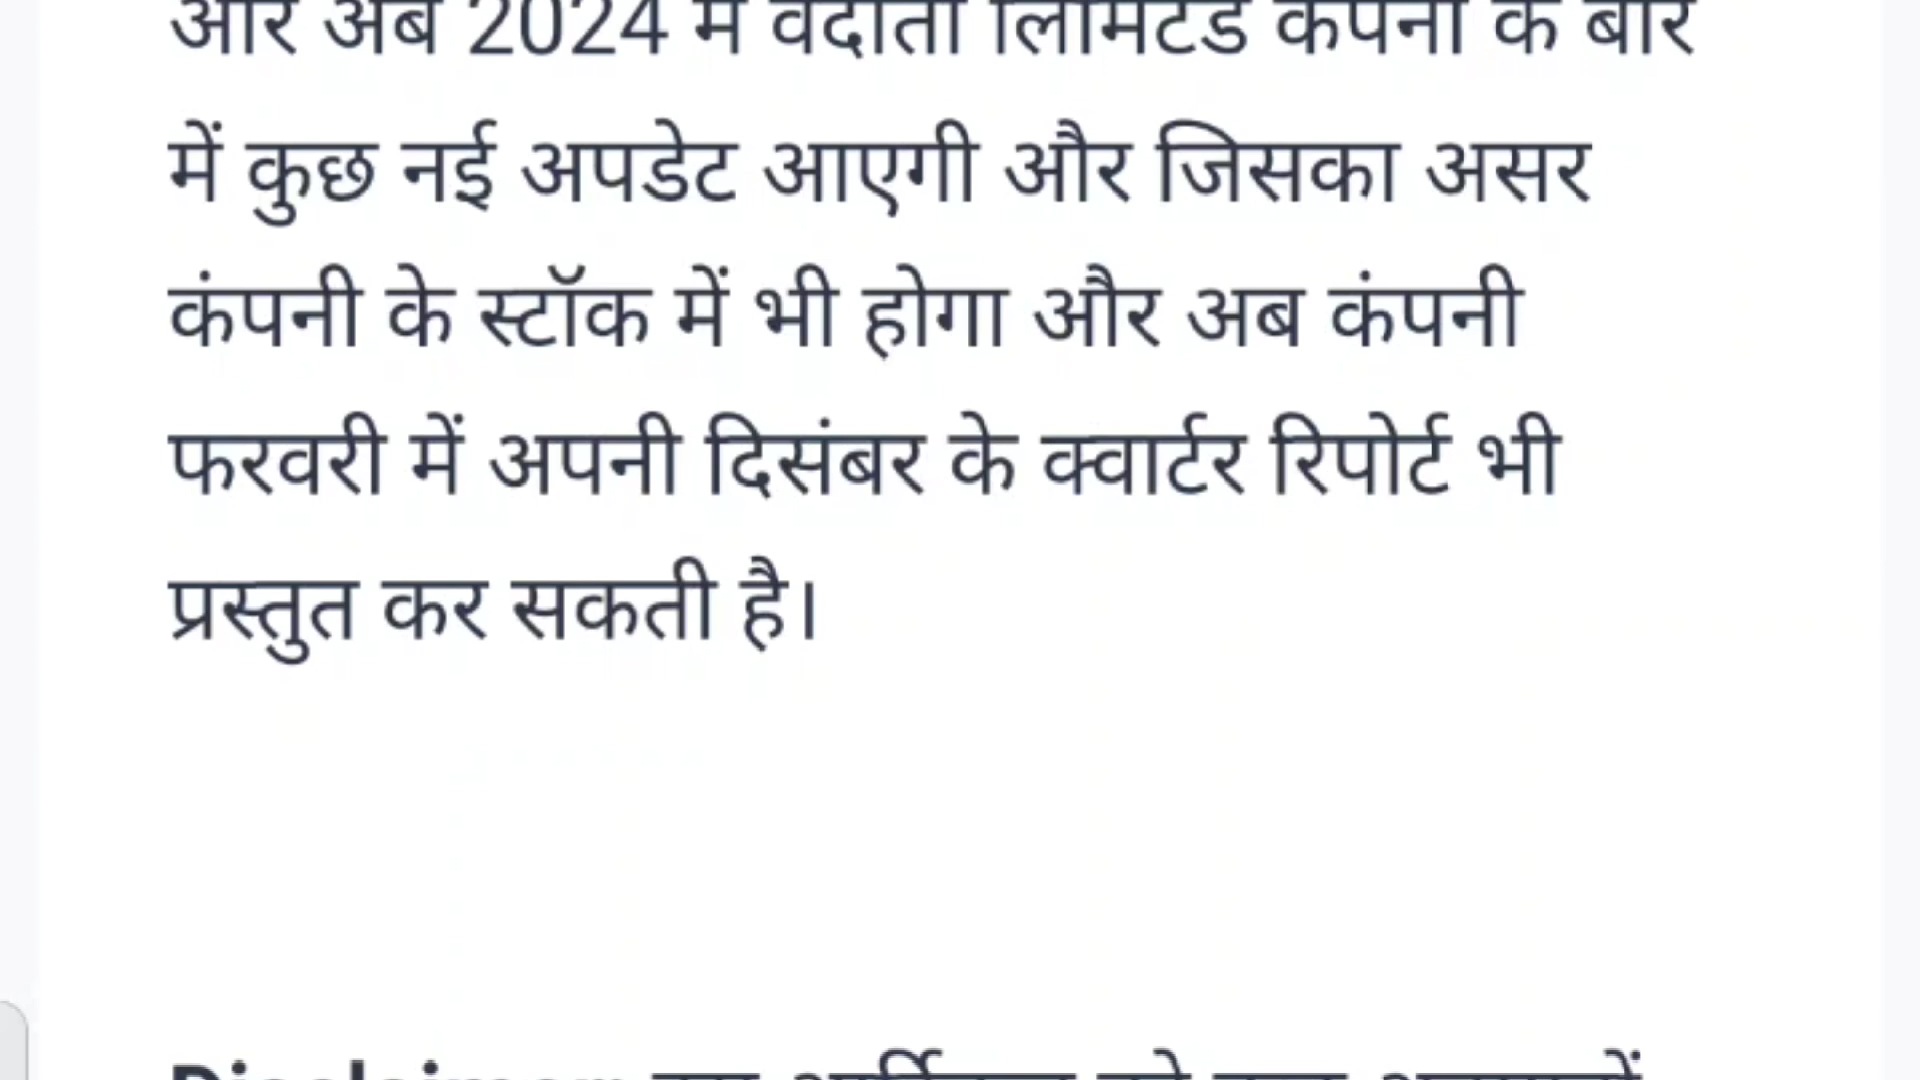 और अब 2024 में वेदांता लिमिटेड कंपनी के बारे
में कुछ नई अपडेट आएगी और जिसका असर
कंपनी के स्टॉक में भी होगा और अब कंपनी
फरवरी में अपनी दिसंबर के क्वार्टर रिपोर्ट भी
प्रस्तुत कर सकती है।
Disclaimer: